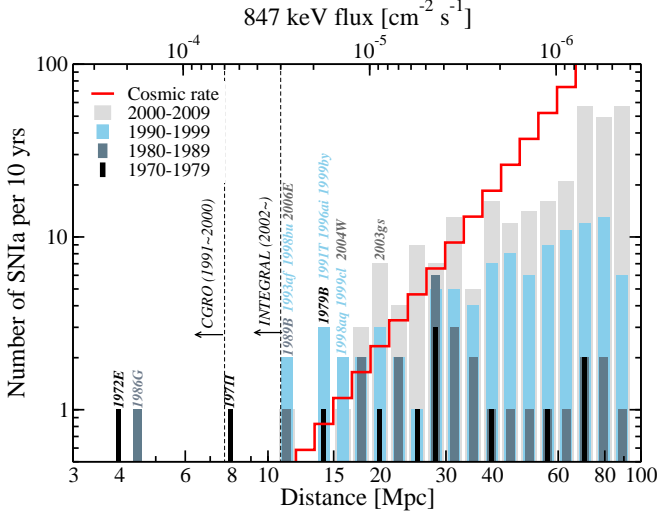 847 keV flux [cm-2 s-1]
10-4 10-5 10-6
100
10
1
Number of SNIa per 10 yrs
Cosmic rate
2000-2009
1990-1999
1980-1989
1970-1979
CGRO (1991~2000)
INTEGRAL (2002~)
1972E
1986G
1971I
1989B 1993af 1998bu 2006E
1979B 1991T 1996ai 1999by
1998aq 1999cl 2004W
2003gs
3 4 6 8 10 15 20 30 40 60 80 100
Distance [Mpc]